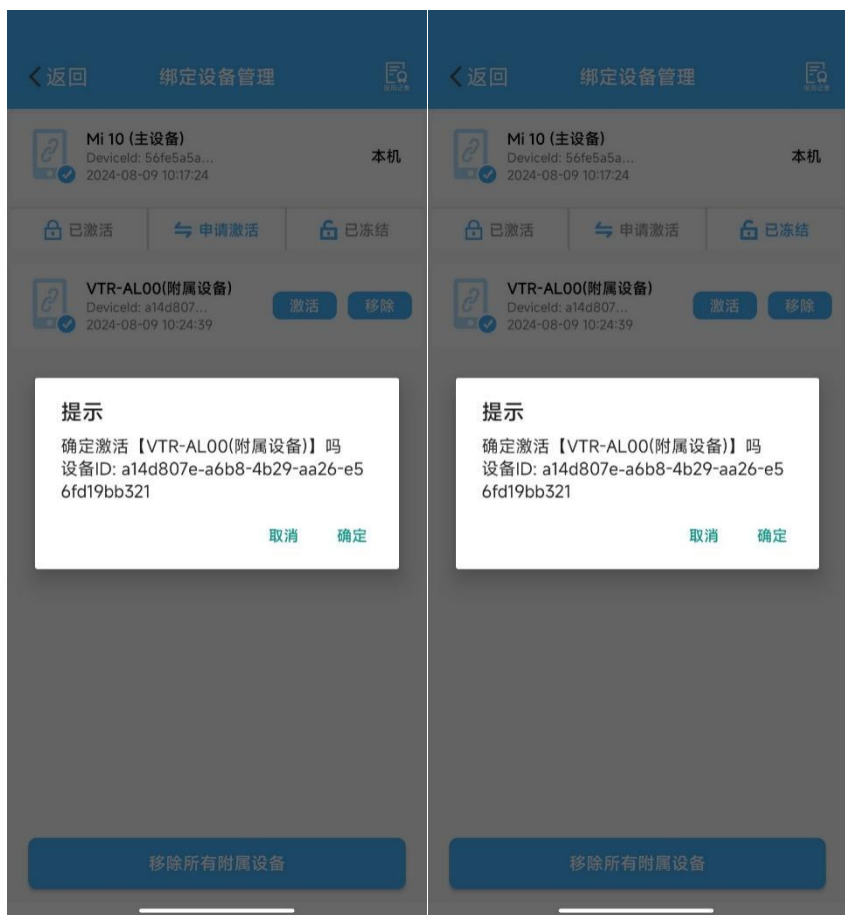 返回
绑定设备管理
Mi 10 (主设备)
DeviceId: 56fe5a5a...
2024-08-09 10:17:24
本机
已激活
申请激活
已冻结
VTR-AL00(附属设备)
DeviceId: a14d807...
2024-08-09 10:24:39
激活
移除
提示
确定激活【VTR-AL00(附属设备)】吗
设备ID: a14d807e-a6b8-4b29-aa26-e5
6fd19bb321
取消
确定
移除所有附属设备
返回
绑定设备管理
Mi 10 (主设备)
DeviceId: 56fe5a5a...
2024-08-09 10:17:24
本机
已激活
申请激活
已冻结
VTR-AL00(附属设备)
DeviceId: a14d807...
2024-08-09 10:24:39
激活
移除
提示
确定激活【VTR-AL00(附属设备)】吗
设备ID: a14d807e-a6b8-4b29-aa26-e5
6fd19bb321
取消
确定
移除所有附属设备